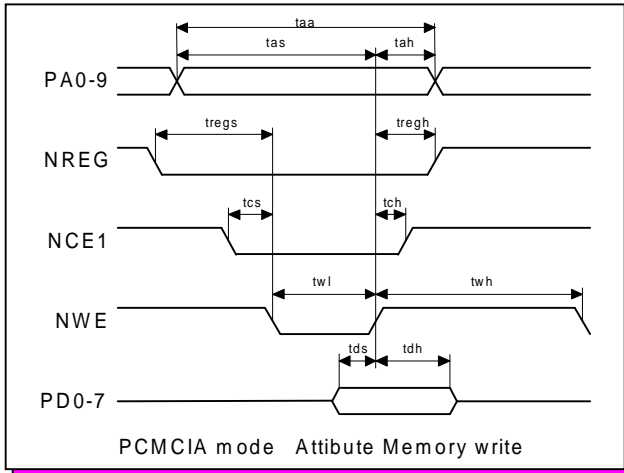 taa
tas tah
PA0-9
tregs tregh
NREG
tcs tch
NCE1
twl twh
NWE
tds tdh
PD0-7
PCMCIA mode Attibute Memory write